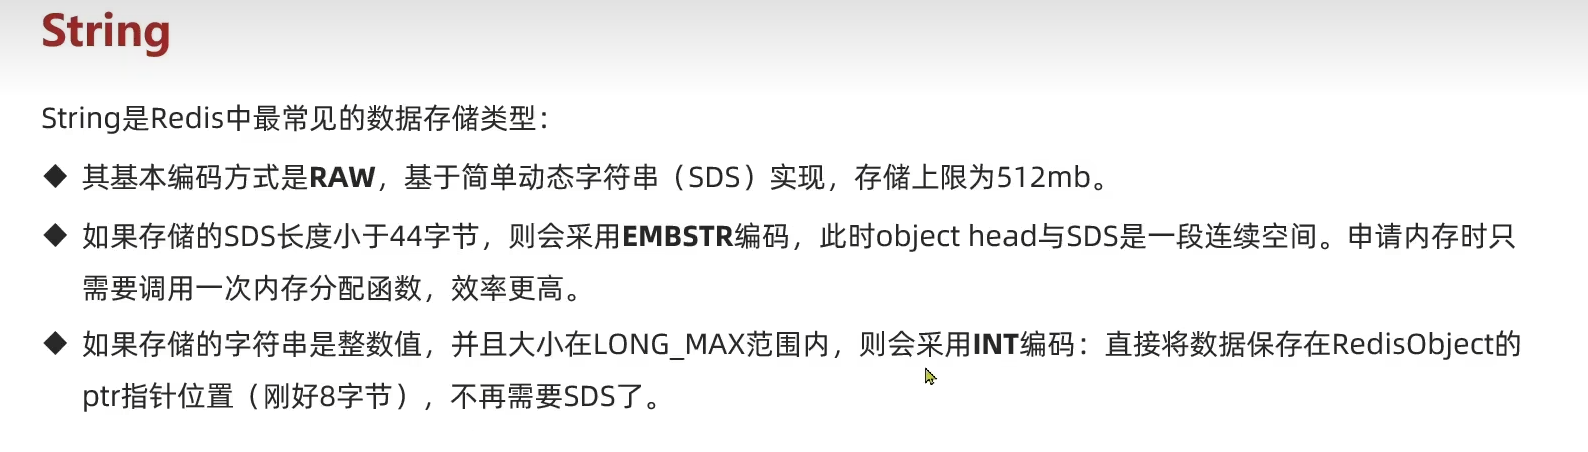 String
String是Redis中最常见的数据存储类型：
◆ 其基本编码方式是RAW，基于简单动态字符串（SDS）实现，存储上限为512mb。
◆ 如果存储的SDS长度小于44字节，则会采用EMBSTR编码，此时object head与SDS是一段连续空间。申请内存时只
需要调用一次内存分配函数，效率更高。
◆ 如果存储的字符串是整数值，并且大小在LONG_MAX范围内，则会采用INT编码：直接将数据保存在RedisObject的
ptr指针位置（刚好8字节），不再需要SDS了。